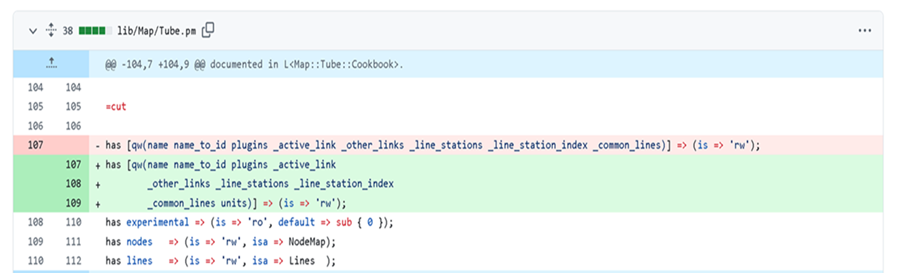 38 lib/Map/Tube.pm
@@ -104,7 +104,9 @@ documented in L<Map::Tube::Cookbook>.
104 104
105 105 =cut
106 106
107 - has [qw(name name_to_id plugins _active_link _other_links _line_stations _line_station_index _common_lines)] => (is => 'rw');
107 + has [qw(name name_to_id plugins _active_link
108 + _other_links _line_stations _line_station_index
109 + _common_lines units)] => (is => 'rw');
108 110 has experimental => (is => 'ro', default => sub { 0 });
109 111 has nodes => (is => 'rw', isa => NodeMap);
110 112 has lines => (is => 'rw', isa => Lines );